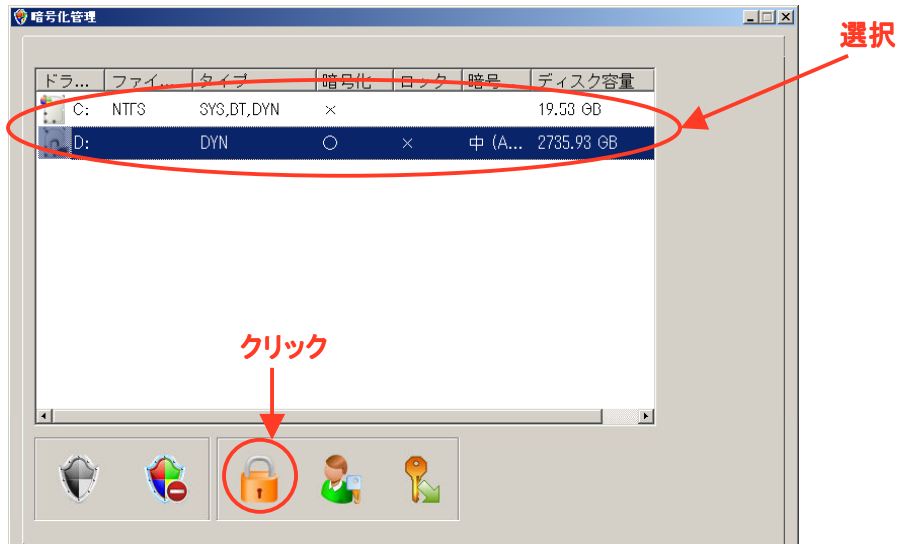 暗号化管理
選択
ドラ... ファイ... タイプ 暗号化 ロック 暗号... ディスク容量
C: NTFS SYS,BT,DYN × 19.53 GB
D: DYN ○ × 中 (A... 2735.93 GB
クリック